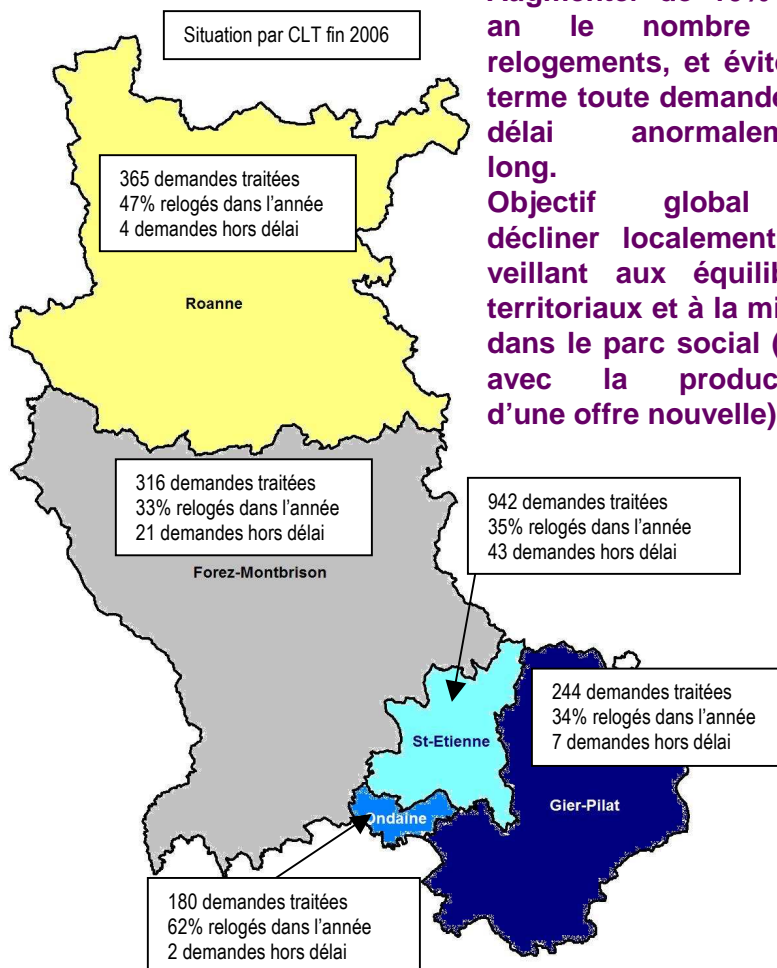 Situation par CLT fin 2006
an le nombre
relogements, et évit
terme toute demande
délai anormalem
long.
Objectif global
décliner localement
veillant aux équilib
territoriaux et à la mi
dans le parc social (
avec la produc
d'une offre nouvelle)
365 demandes traitées
47% relogés dans l'année
4 demandes hors délai
Roanne
316 demandes traitées
33% relogés dans l'année
21 demandes hors délai
Forez-Montbrison
942 demandes traitées
35% relogés dans l'année
43 demandes hors délai
244 demandes traitées
34% relogés dans l'année
7 demandes hors délai
St-Etienne
Gier-Pilat
Ondaine
180 demandes traitées
62% relogés dans l'année
2 demandes hors délai